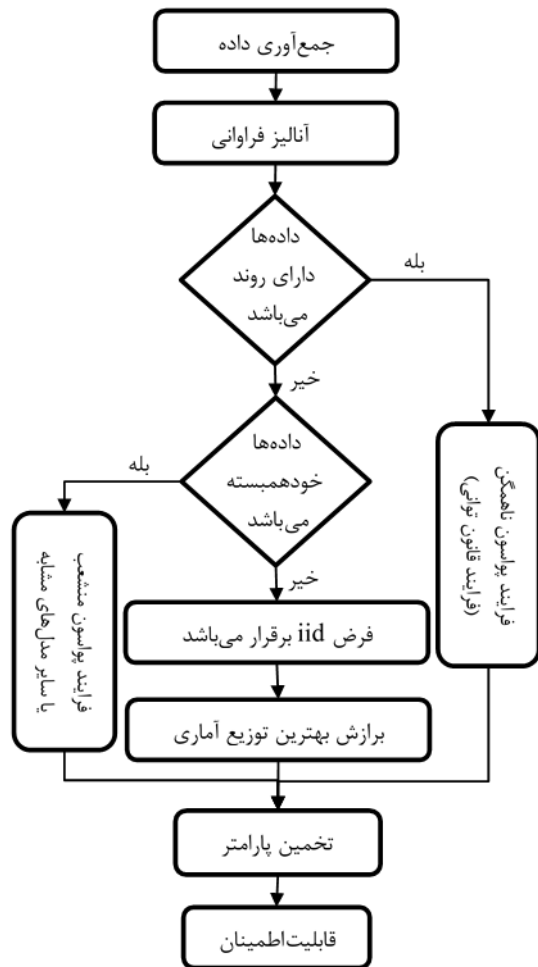 جمع‌آوری داده
آنالیز فراوانی
داده‌ها
دارای روند
می‌باشد
بله
خیر
داده‌ها
خودهمبسته
می‌باشد
بله
خیر
فرایند پواسون ناهمگن
(فرایند قانون توانی)
فرایند پواسون منشعب
یا سایر مدل‌های مشابه
فرض iid برقرار می‌باشد
برازش بهترین توزیع آماری
تخمین پارامتر
قابلیت‌اطمینان